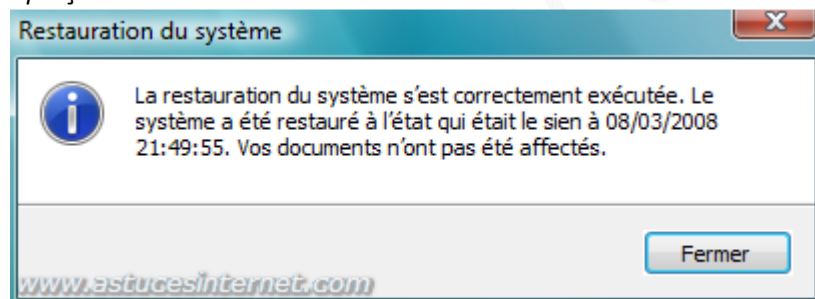 Restauration du système
La restauration du système s'est correctement exécutée. Le
système a été restauré à l'état qui était le sien à 08/03/2008
21:49:55. Vos documents n'ont pas été affectés.
Fermer
www.astucesinternet.com